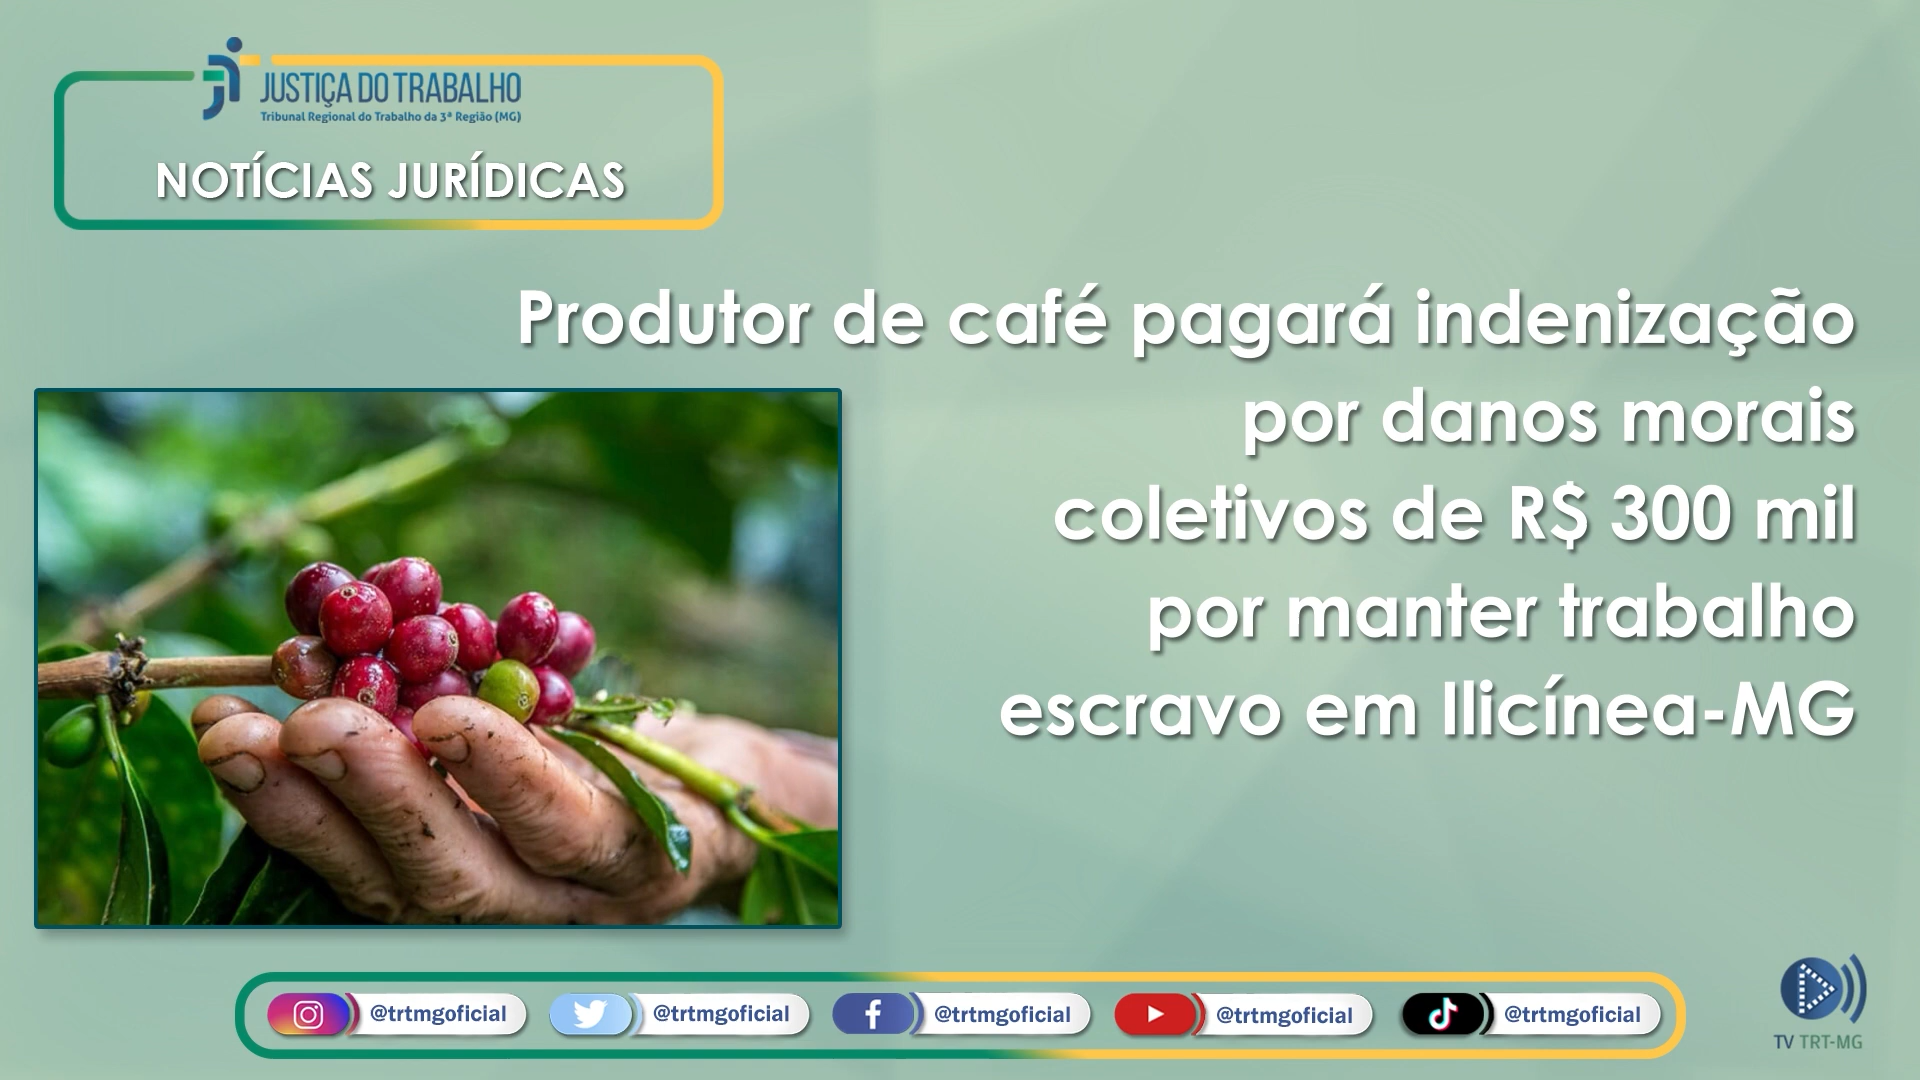 JUSTIÇA DO TRABALHO
Tribunal Regional do Trabalho da 3ª Região (MG)
NOTÍCIAS JURÍDICAS
Produtor de café pagará indenização
por danos morais
coletivos de R$ 300 mil
por manter trabalho
escravo em Ilicínea-MG
@trtmgoficial
@trtmgoficial
@trtmgoficial
@trtmgoficial
@trtmgoficial
TV TRT-MG